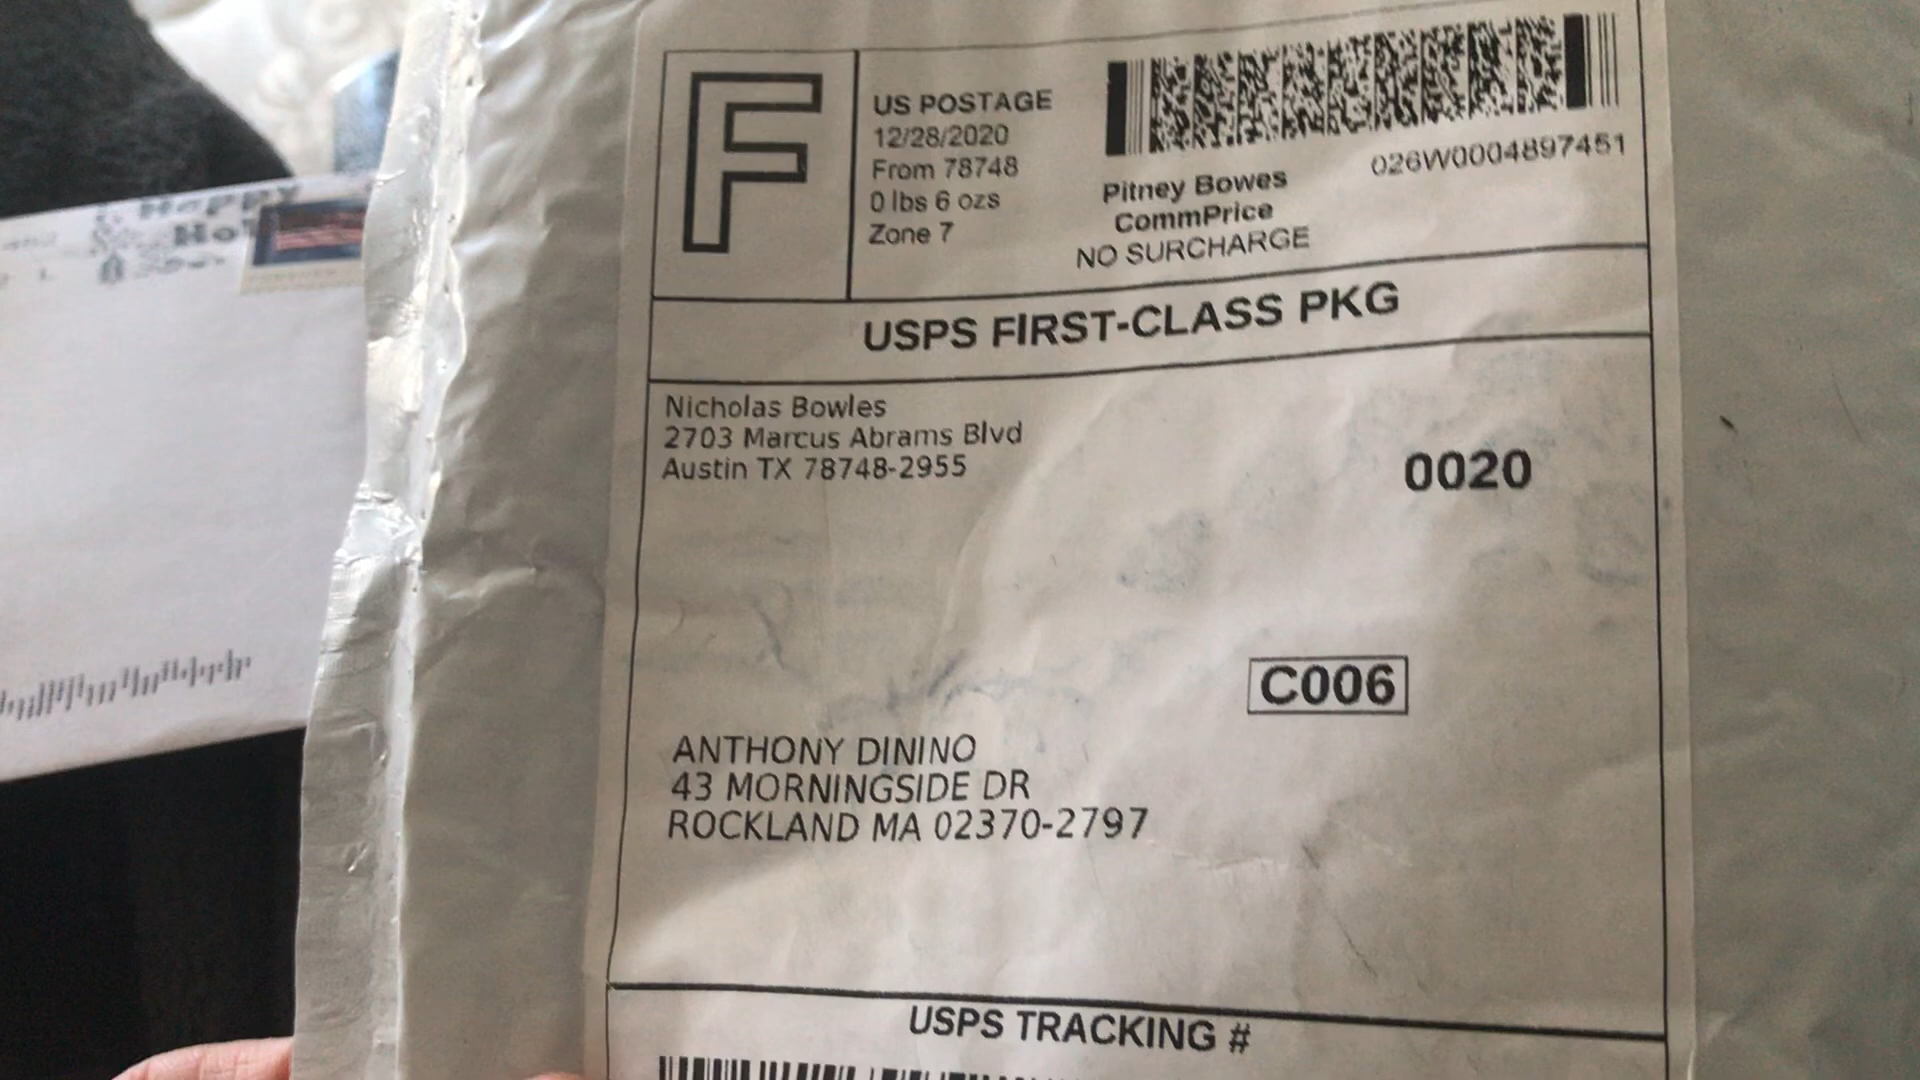 Happy
F
US POSTAGE
12/28/2020
From 78748
0 lbs 6 ozs
Zone 7
026W0004897451
Pitney Bowes
CommPrice
NO SURCHARGE
USPS FIRST-CLASS PKG
Nicholas Bowles
2703 Marcus Abrams Blvd
Austin TX 78748-2955
0020
C006
ANTHONY DININO
43 MORNINGSIDE DR
ROCKLAND MA 02370-2797
USPS TRACKING #